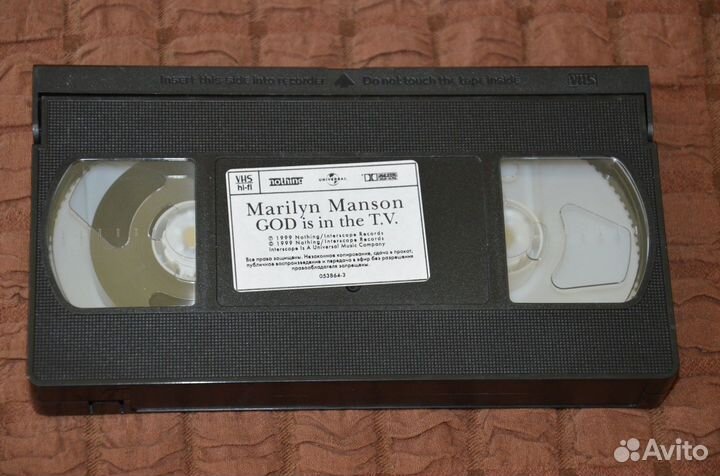 Insert this side into recorder Do not touch the tape inside VHS
VHS hi-fi nothing UNIVERSAL
Marilyn Manson
GOD is in the T.V.
℗ 1999 Nothing/Interscope Records
© 1999 Nothing/Interscope Records
Interscope Is A Universal Music Company
Все права защищены. Незаконное копирование, сдача в прокат,
публичное воспроизведение и передача в эфир без разрешения
правообладателя запрещены.
053864-3
Avito